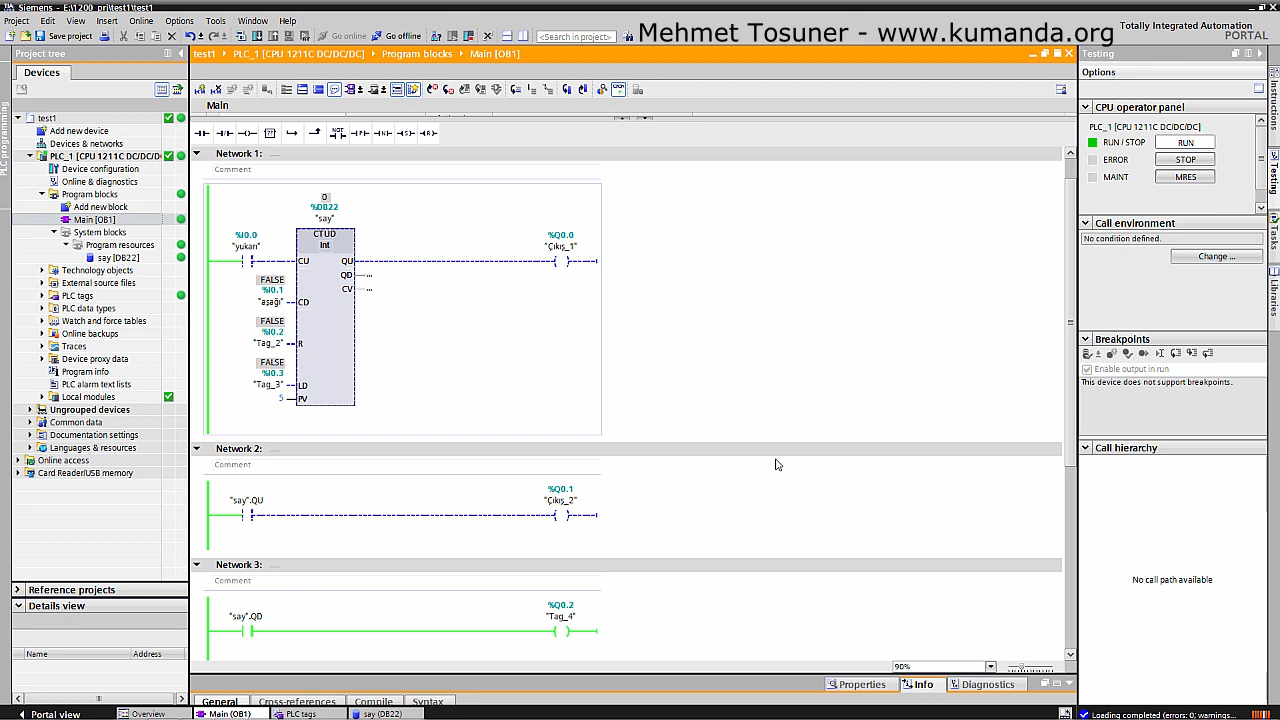 Siemens - E:\1200_prj\test1\test1
Project Edit View Insert Online Options Tools Window Help
Save project Go online Go offline <Search in project>
Mehmet Tosuner - www.kumanda.org
Totally Integrated Automation
PORTAL
Project tree
test1 PLC_1 [CPU 1211C DC/DC/DC] Program blocks Main [OB1]
Testing
Devices
Options
PLC programming
test1
Add new device
Devices & networks
PLC_1 [CPU 1211C DC/DC/D
Device configuration
Online & diagnostics
Program blocks
Add new block
Main [OB1]
System blocks
Program resources
say [DB22]
Technology objects
External source files
PLC tags
PLC data types
Watch and force tables
Online backups
Traces
Device proxy data
Program info
PLC alarm text lists
Local modules
Ungrouped devices
Common data
Documentation settings
Languages & resources
Online access
Card Reader/USB memory
Reference projects
Details view
Name Address
Main
Network 1: .....
Comment
0
%DB22
"say"
CTUD
Int
%I0.0
"yukarı"
CU QU
%Q0.0
"Çıkış_1"
QD ...
CV ...
FALSE
%I0.1
"aşağı" CD
FALSE
%I0.2
"Tag_2" R
FALSE
%I0.3
"Tag_3" LD
5 PV
Network 2: .....
Comment
"say".QU
%Q0.1
"Çıkış_2"
Network 3: .....
Comment
"say".QD
%Q0.2
"Tag_4"
90%
Properties Info Diagnostics
General Cross-references Compile Syntax
CPU operator panel
PLC_1 [CPU 1211C DC/DC/DC]
RUN / STOP RUN
ERROR STOP
MAINT MRES
Call environment
No condition defined.
Change ...
Breakpoints
Enable output in run
This device does not support breakpoints.
Call hierarchy
No call path available
Instructions
Testing
Tasks
Libraries
Portal view Overview Main (OB1) PLC tags say (DB22)
Loading completed (errors: 0; warnings...